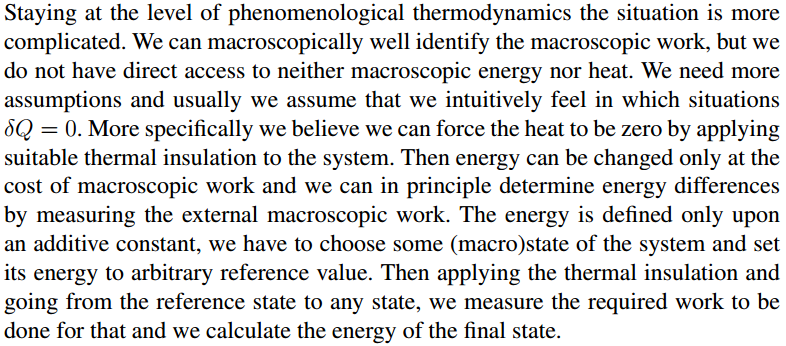 Staying at the level of phenomenological thermodynamics the situation is more
complicated. We can macroscopically well identify the macroscopic work, but we
do not have direct access to neither macroscopic energy nor heat. We need more
assumptions and usually we assume that we intuitively feel in which situations
δQ = 0. More specifically we believe we can force the heat to be zero by applying
suitable thermal insulation to the system. Then energy can be changed only at the
cost of macroscopic work and we can in principle determine energy differences
by measuring the external macroscopic work. The energy is defined only upon
an additive constant, we have to choose some (macro)state of the system and set
its energy to arbitrary reference value. Then applying the thermal insulation and
going from the reference state to any state, we measure the required work to be
done for that and we calculate the energy of the final state.